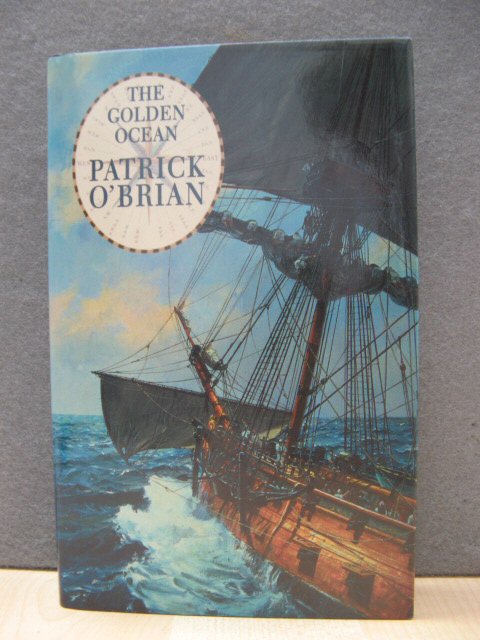 THE
GOLDEN
OCEAN
PATRICK
O'BRIAN